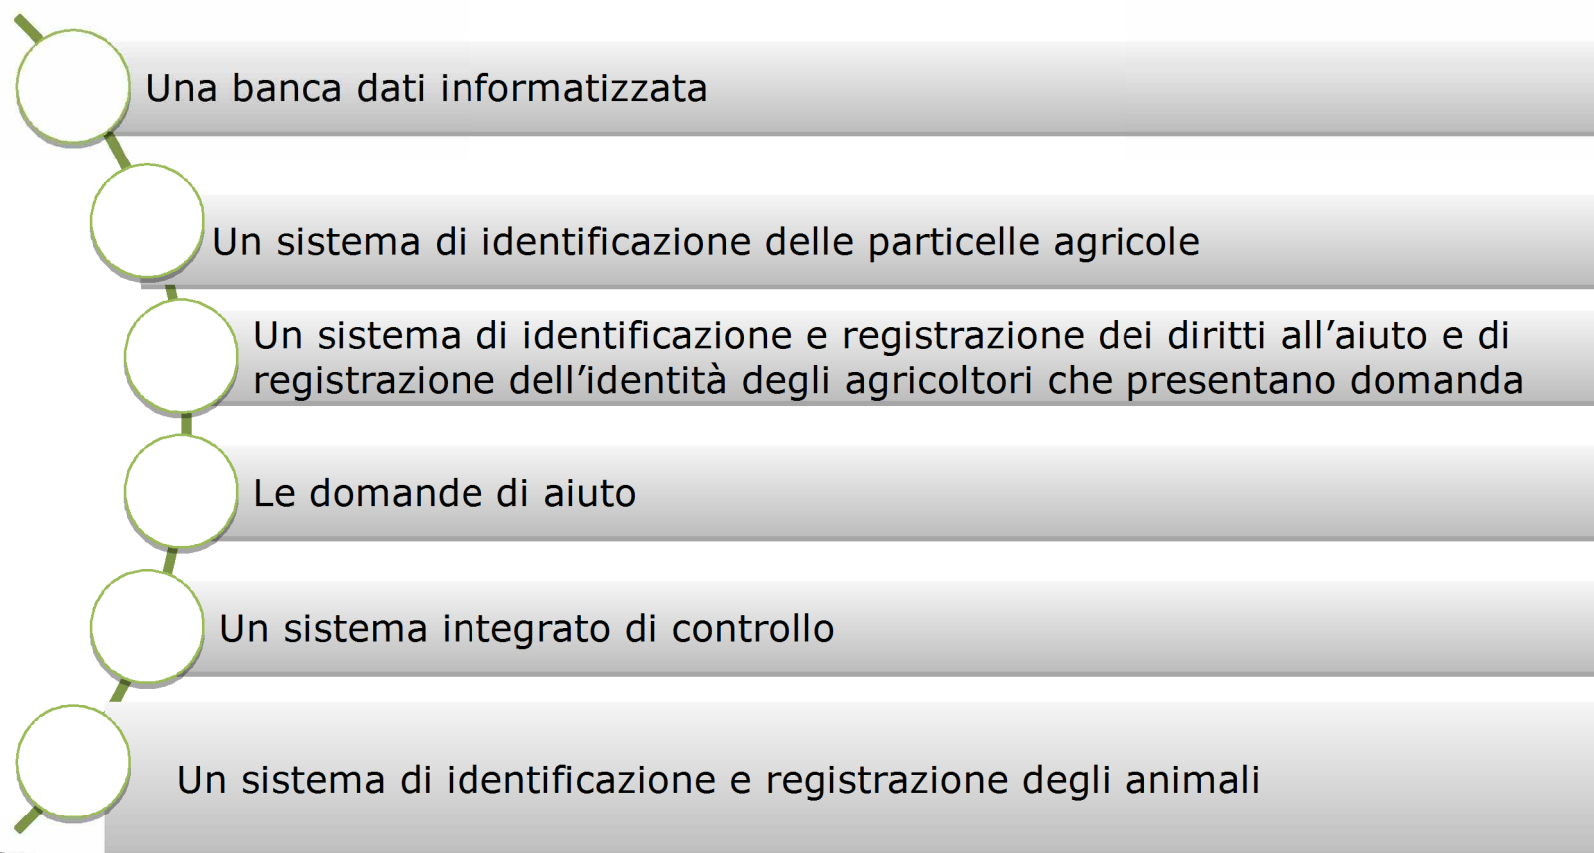 Una banca dati informatizzata
Un sistema di identificazione delle particelle agricole
Un sistema di identificazione e registrazione dei diritti all’aiuto e di
registrazione dell’identità degli agricoltori che presentano domanda
Le domande di aiuto
Un sistema integrato di controllo
Un sistema di identificazione e registrazione degli animali